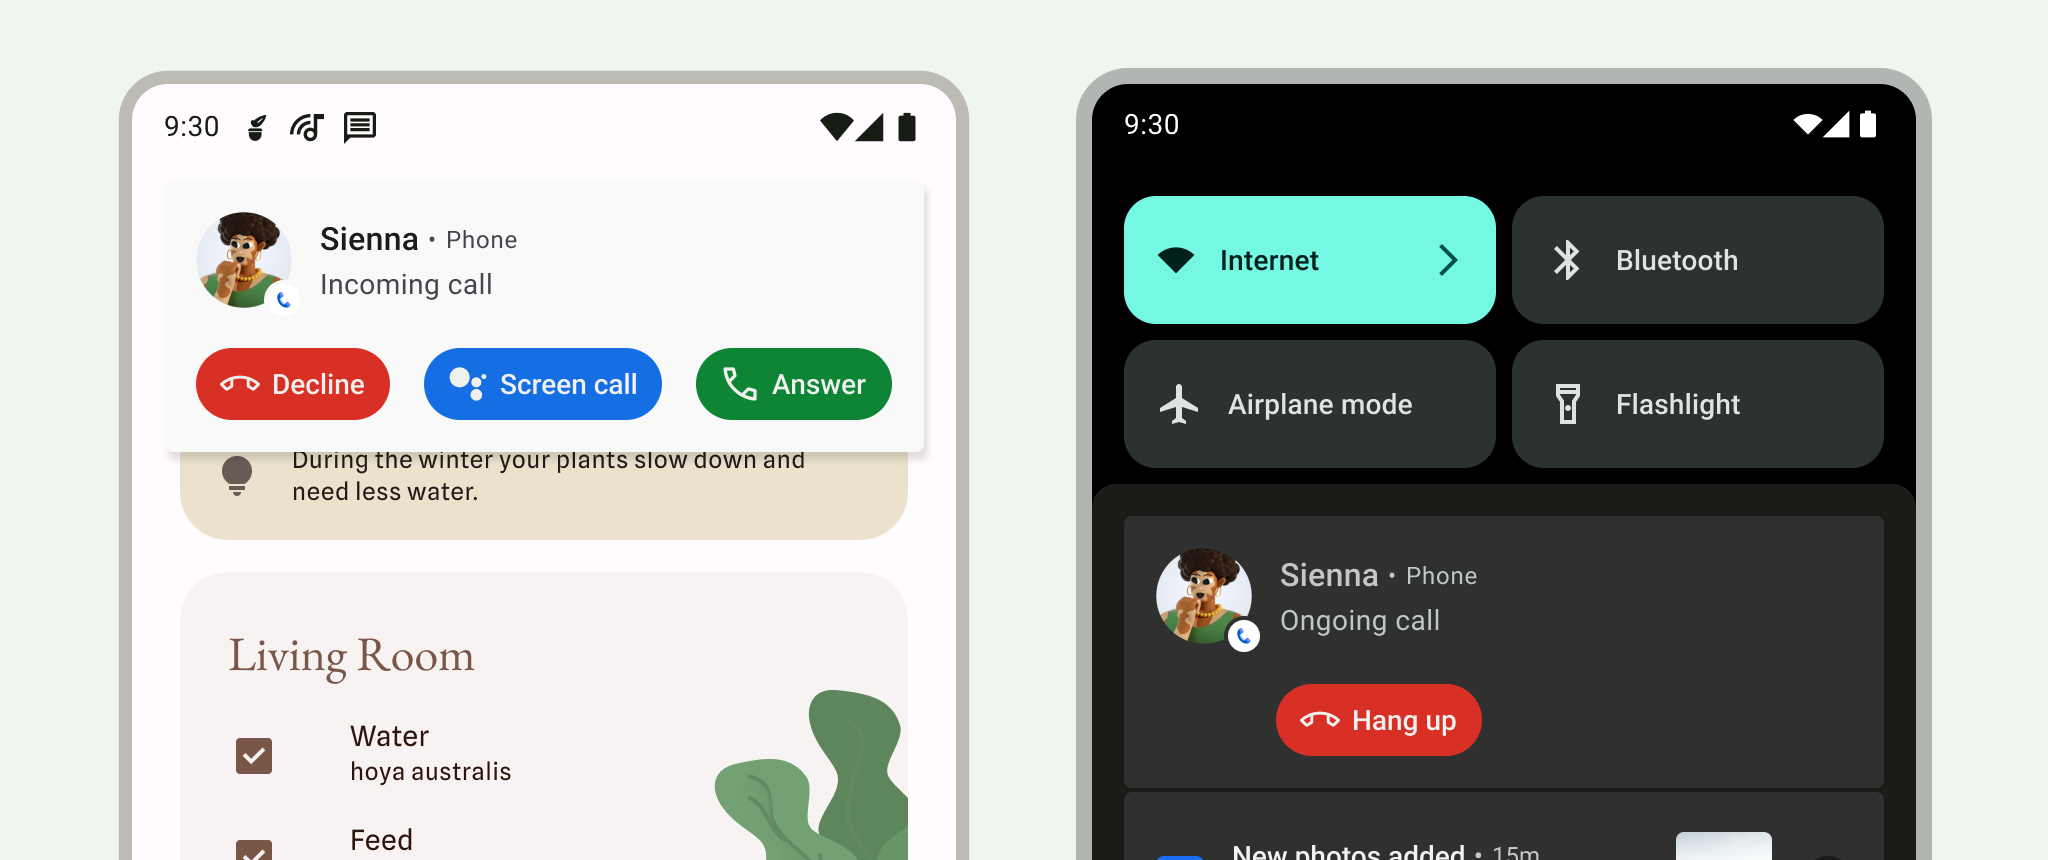 9:30
Sienna • Phone
Incoming call
Decline
Screen call
Answer
During the winter your plants slow down and
need less water.
Living Room
Water
hoya australis
Feed
9:30
Internet
Bluetooth
Airplane mode
Flashlight
Sienna • Phone
Ongoing call
Hang up
New photos added • 15m